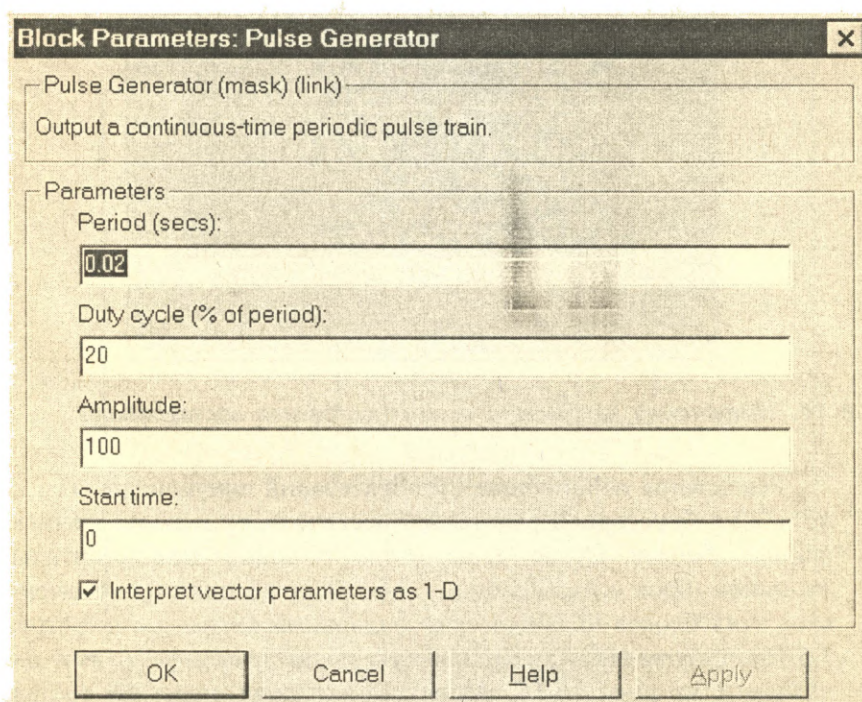 Block Parameters: Pulse Generator
Pulse Generator (mask) (link)
Output a continuous-time periodic pulse train.
Parameters
Period (secs):
0.02
Duty cycle (% of period):
20
Amplitude:
100
Start time:
0
Interpret vector parameters as 1-D
OK Cancel Help Apply